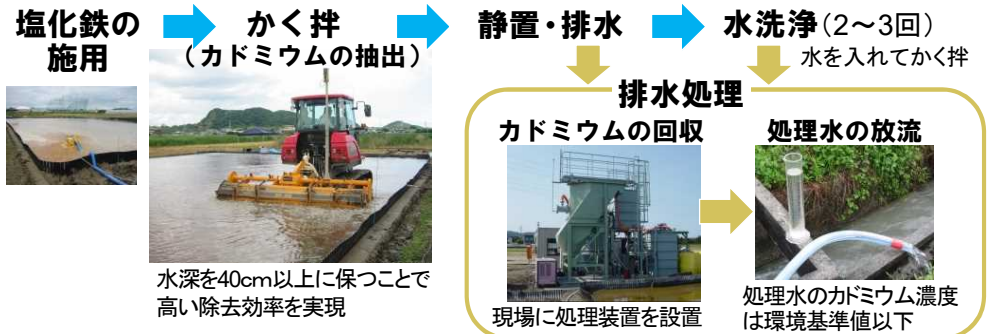 塩化鉄の
施用
かく拌
（カドミウムの抽出）
静置・排水
水洗浄（2～3回）
水を入れてかく拌
水深を40cm以上に保つことで
高い除去効率を実現
排水処理
カドミウムの回収
現場に処理装置を設置
処理水の放流
処理水のカドミウム濃度
は環境基準値以下